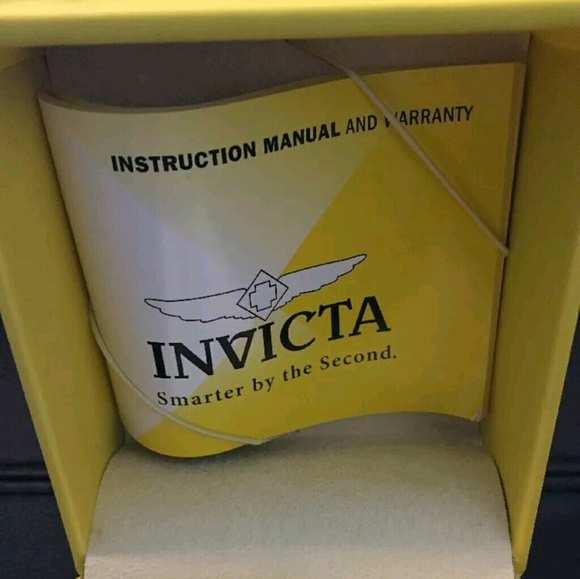 INSTRUCTION MANUAL AND WARRANTY
INVICTA
Smarter by the Second.